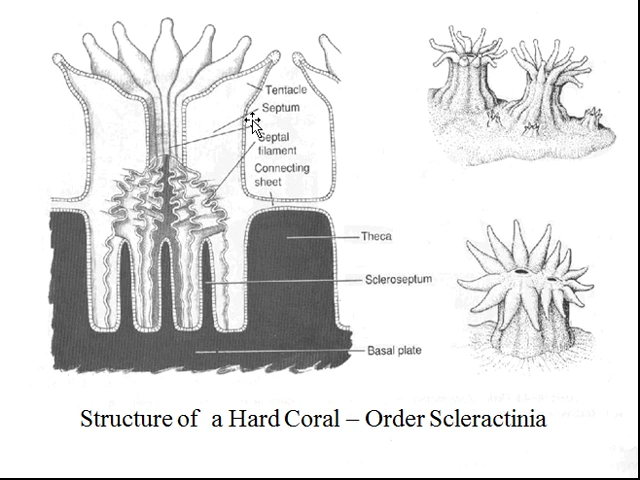 Tentacle
Septum
Septal
filament
Connecting
sheet
Theca
Scleroseptum
Basal plate
Structure of a Hard Coral – Order Scleractinia